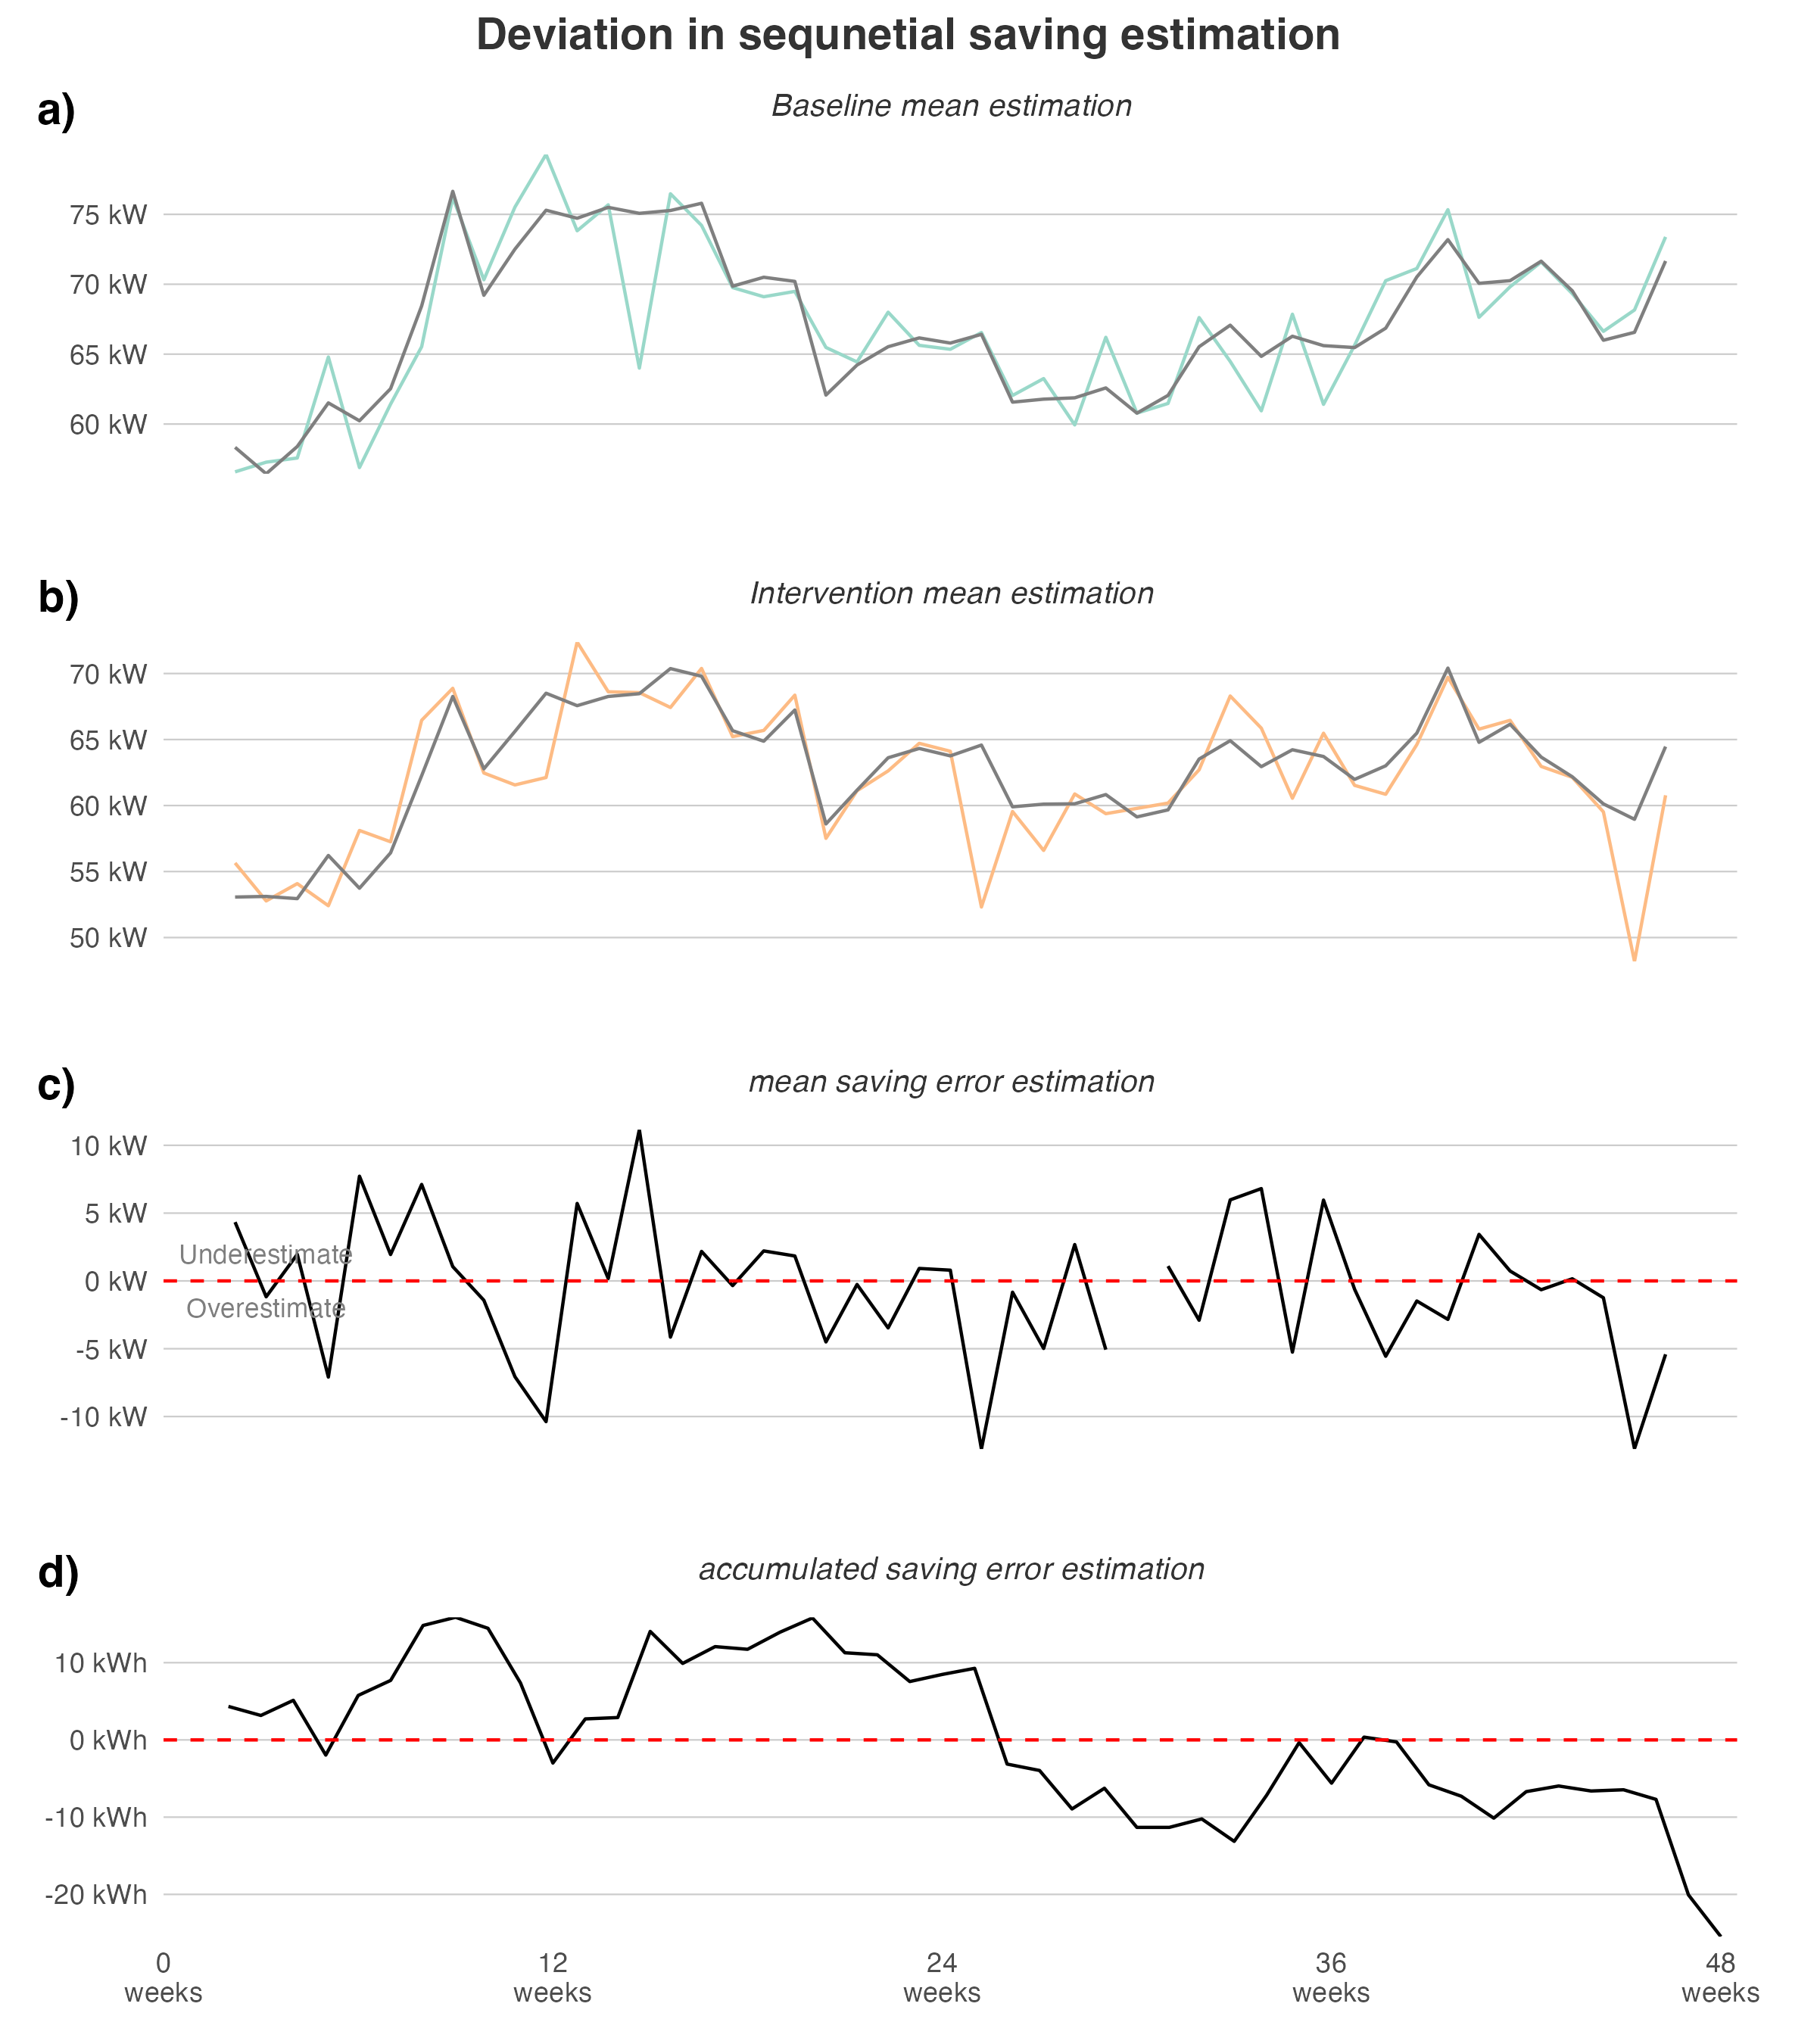 Deviation in sequnetial saving estimation
a)
Baseline mean estimation
75 kW
70 kW
65 kW
60 kW
b)
Intervention mean estimation
70 kW
65 kW
60 kW
55 kW
50 kW
c)
mean saving error estimation
10 kW
5 kW
Underestimate
0 kW
Overestimate
-5 kW
-10 kW
d)
accumulated saving error estimation
10 kWh
0 kWh
-10 kWh
-20 kWh
0 12 24 36 48
weeks weeks weeks weeks weeks